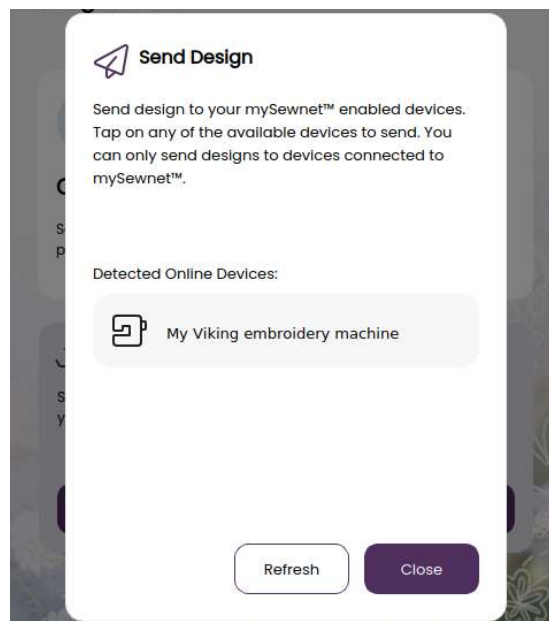 Send Design
Send design to your mySewnet™ enabled devices.
Tap on any of the available devices to send. You
can only send designs to devices connected to
mySewnet™.
Detected Online Devices:
My Viking embroidery machine
Refresh
Close